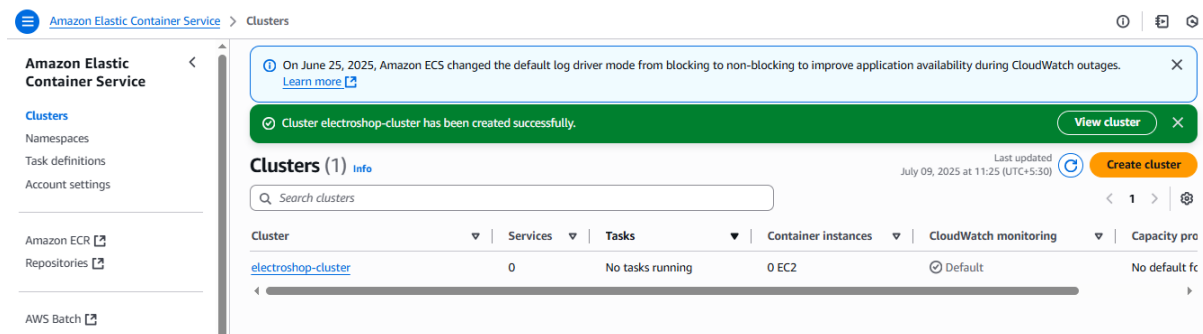 Amazon Elastic Container Service > Clusters
Amazon Elastic
Container Service
Clusters
Namespaces
Task definitions
Account settings
Amazon ECR
Repositories
AWS Batch
On June 25, 2025, Amazon ECS changed the default log driver mode from blocking to non-blocking to improve application availability during CloudWatch outages.
Learn more
Cluster electroshop-cluster has been created successfully.
View cluster
Clusters (1) Info
Last updated
July 09, 2025 at 11:25 (UTC+5:30)
Create cluster
Search clusters
1
Cluster Services Tasks Container instances CloudWatch monitoring Capacity pro
electroshop-cluster 0 No tasks running 0 EC2 Default No default fo